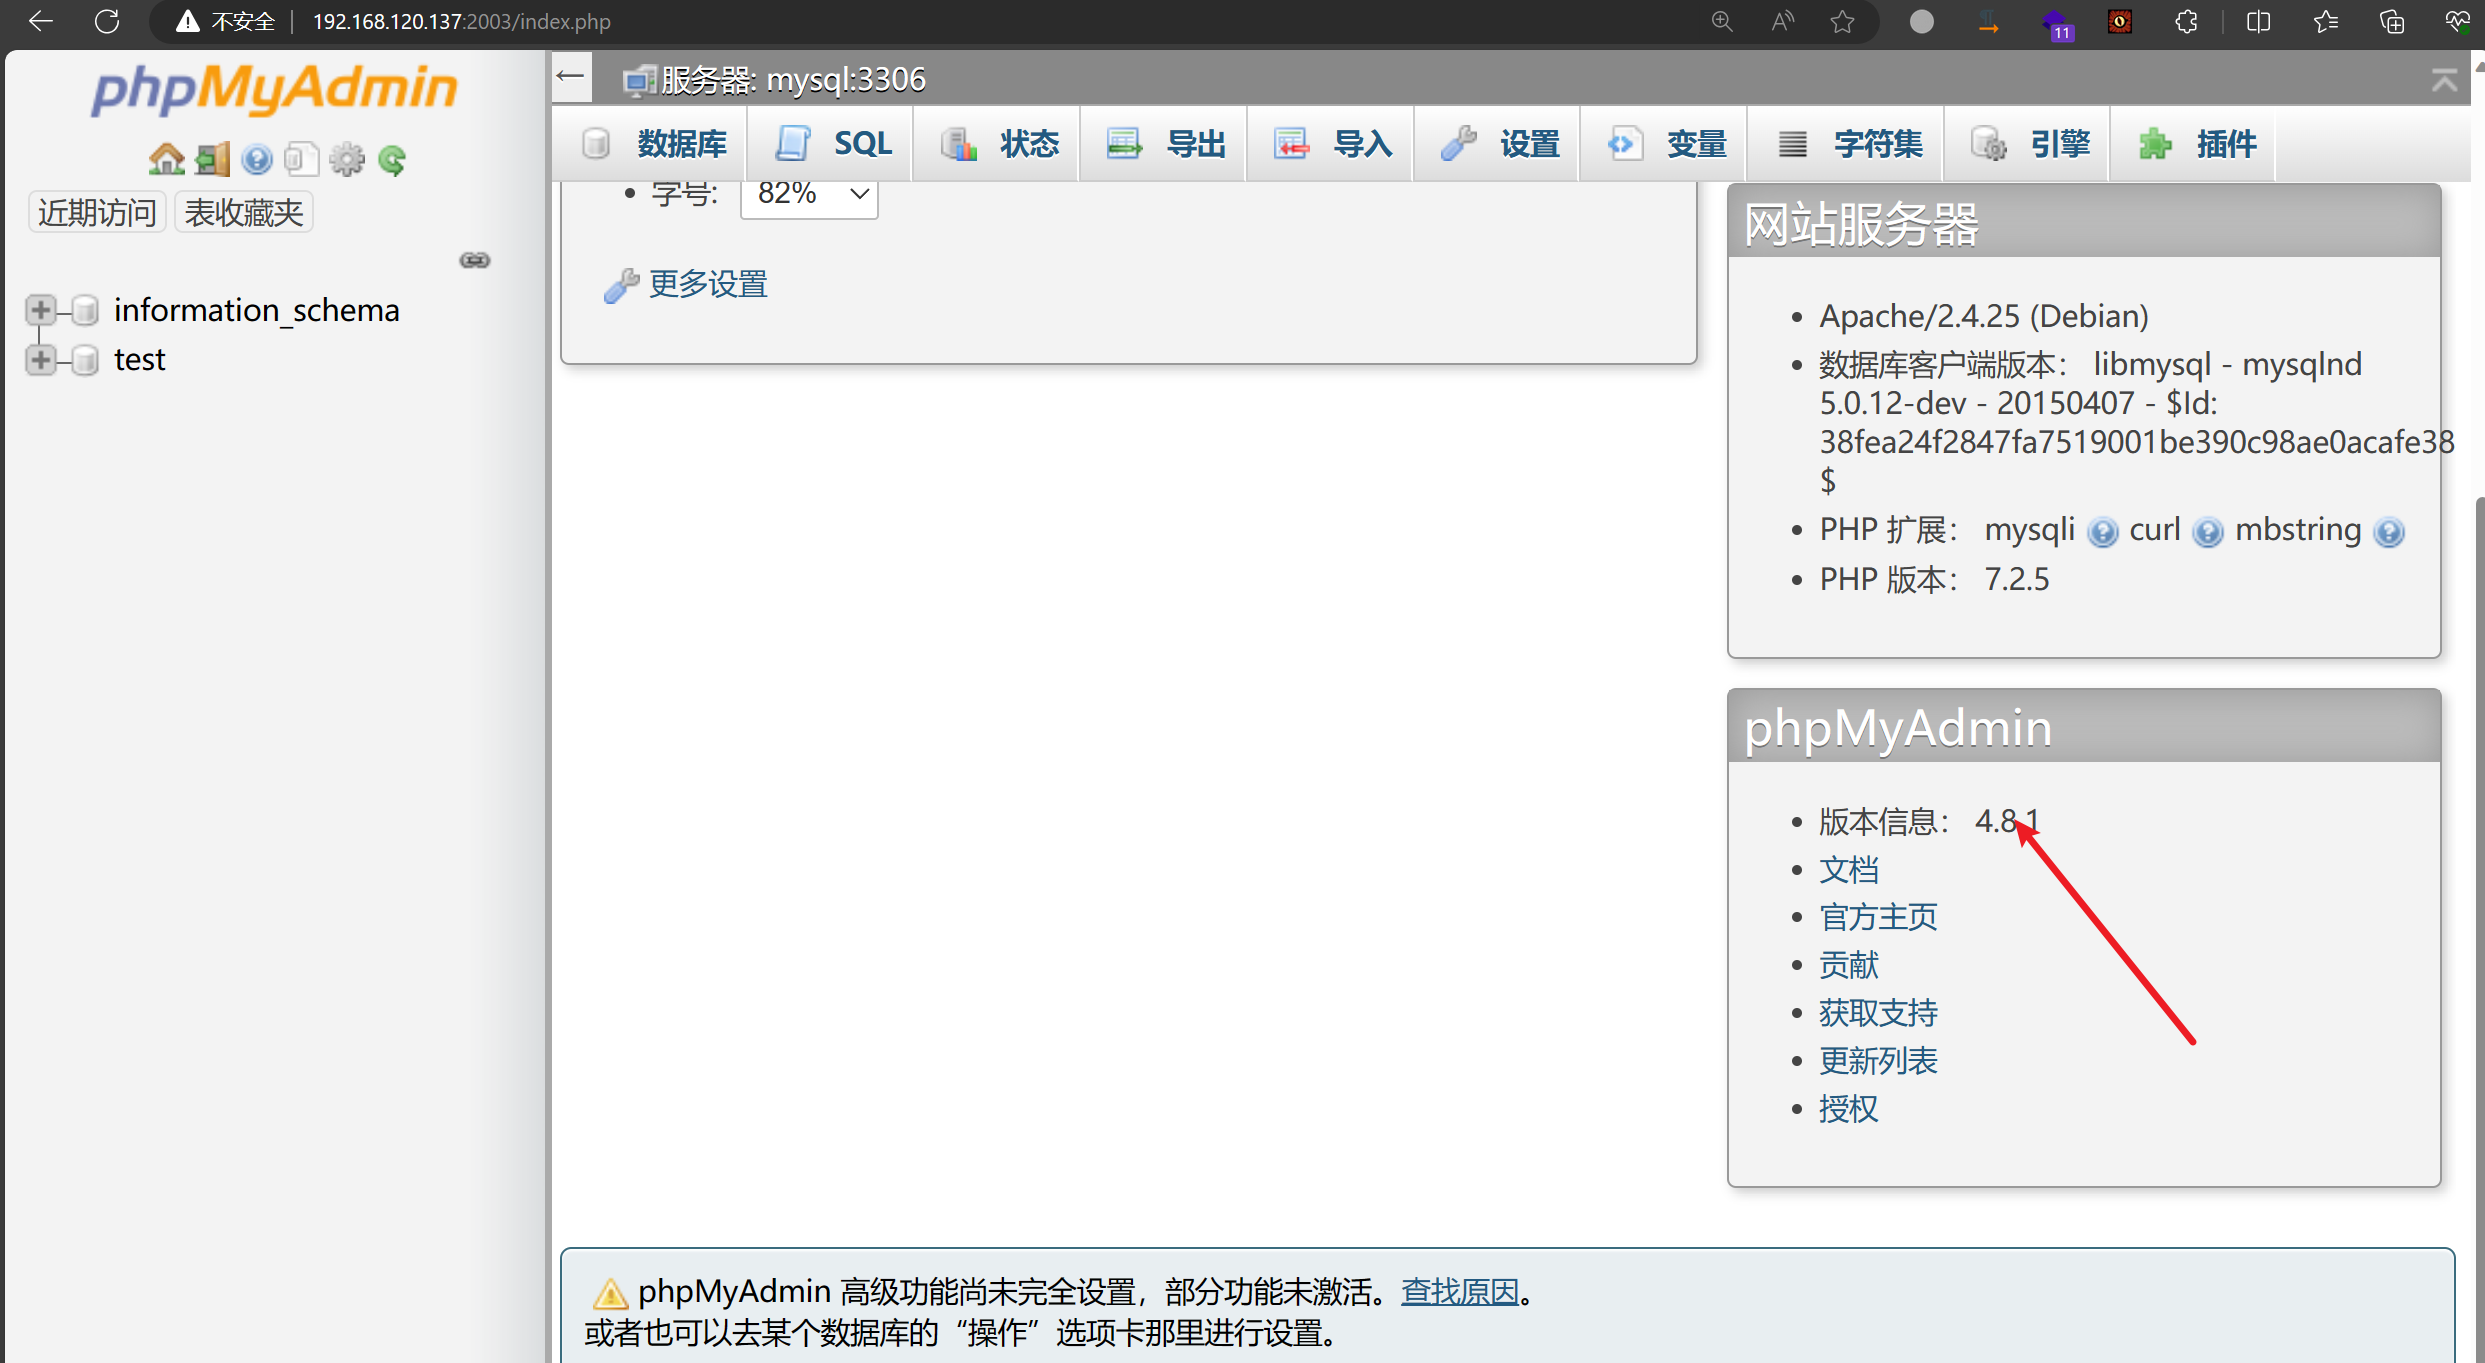 不安全 192.168.120.137:2003/index.php
11
phpMyAdmin
近期访问 表收藏夹
information_schema
test
服务器: mysql:3306
数据库 SQL 状态 导出 导入 设置 变量 字符集 引擎 插件
字号: 82%
更多设置
网站服务器
Apache/2.4.25 (Debian)
数据库客户端版本： libmysql - mysqlnd
5.0.12-dev - 20150407 - $Id:
38fea24f2847fa7519001be390c98ae0acafe38
$
PHP 扩展： mysqli curl mbstring
PHP 版本： 7.2.5
phpMyAdmin
版本信息： 4.8.1
文档
官方主页
贡献
获取支持
更新列表
授权
phpMyAdmin 高级功能尚未完全设置，部分功能未激活。查找原因。
或者也可以去某个数据库的“操作”选项卡那里进行设置。